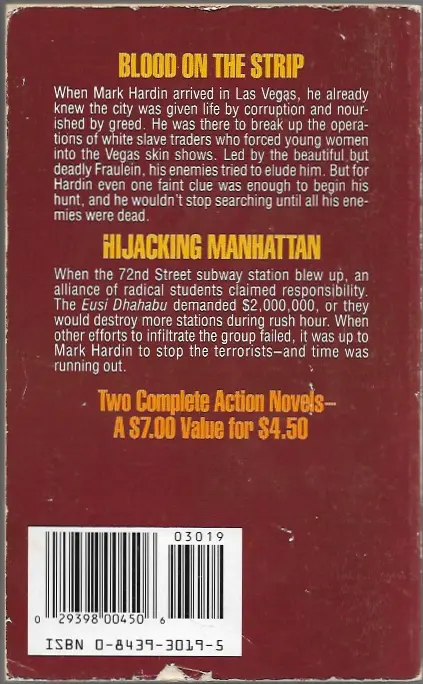 BLOOD ON THE STRIP
When Mark Hardin arrived in Las Vegas, he already
knew the city was given life by corruption and nour-
ished by greed. He was there to break up the opera-
tions of white slave traders who forced young women
into the Vegas skin shows. Led by the beautiful but
deadly Fraulein, his enemies tried to elude him. But for
Hardin even one faint clue was enough to begin his
hunt, and he wouldn't stop searching until all his ene-
mies were dead.
HIJACKING MANHATTAN
When the 72nd Street subway station blew up, an
alliance of radical students claimed responsibility.
The Eusi Dhahabu demanded $2,000,000, or they
would destroy more stations during rush hour. When
other efforts to infiltrate the group failed, it was up to
Mark Hardin to stop the terrorists—and time was
running out.
Two Complete Action Novels—
A $7.00 Value for $4.50
03019
0 29398 00450 6
ISBN 0-8439-3019-5